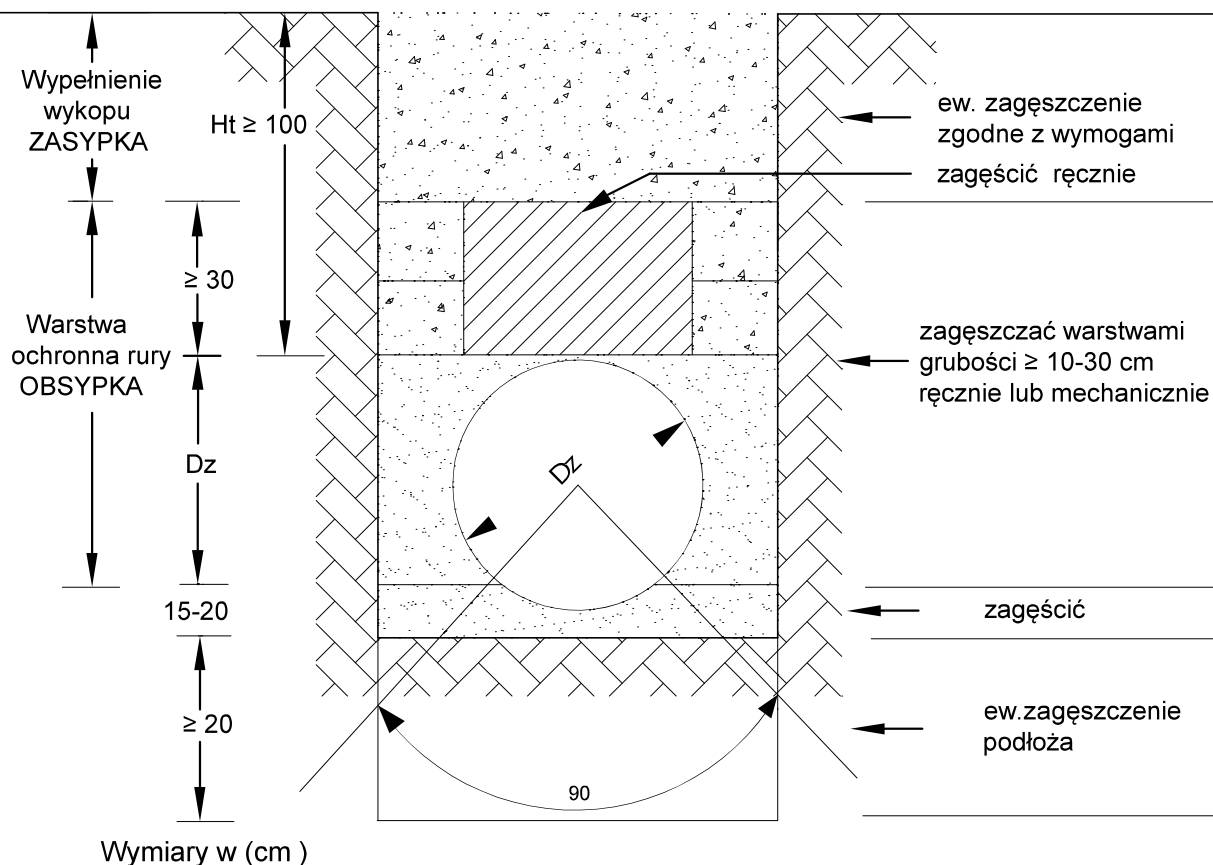 Wypełnienie
wykopu
ZASYPKA
Ht ≥ 100
ew. zagęszczenie
zgodne z wymogami
zagęścić ręcznie
≥ 30
Warstwa
ochronna rury
OBSYPKA
zagęszczać warstwami
grubości ≥ 10-30 cm
ręcznie lub mechanicznie
Dz
Dz
15-20
zagęścić
≥ 20
ew.zagęszczenie
podłoża
90
Wymiary w (cm )